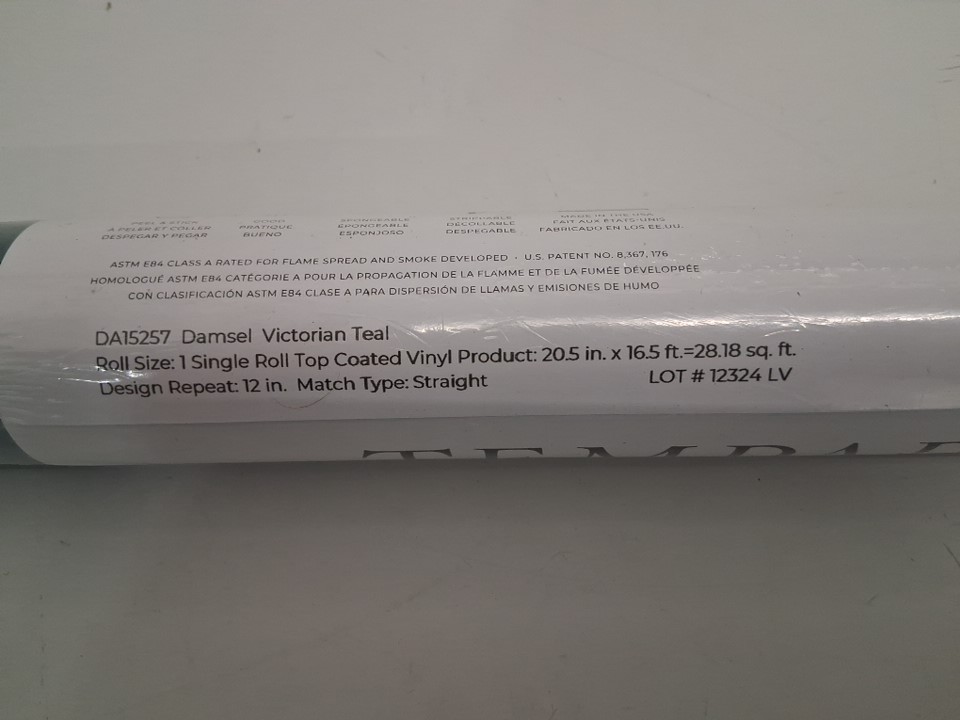 PEEL & STICK GOOD SPONGEABLE STRIPPABLE MADE IN THE USA
À PELER ET COLLER PRATIQUE ÉPONGEABLE DÉCOLLABLE FAIT AUX ÉTATS-UNIS
DESPEGAR Y PEGAR BUENO ESPONJOSO DESPEGABLE FABRICADO EN LOS EE.UU.
ASTM E84 CLASS A RATED FOR FLAME SPREAD AND SMOKE DEVELOPED · U.S. PATENT NO. 8,367,176
HOMOLOGUÉ ASTM E84 CATÉGORIE A POUR LA PROPAGATION DE LA FLAMME ET DE LA FUMÉE DÉVELOPPÉE
CON CLASIFICACIÓN ASTM E84 CLASE A PARA DISPERSIÓN DE LLAMAS Y EMISIONES DE HUMO
DA15257 Damsel Victorian Teal
Roll Size: 1 Single Roll Top Coated Vinyl Product: 20.5 in. x 16.5 ft.=28.18 sq. ft.
Design Repeat: 12 in. Match Type: Straight LOT # 12324 LV